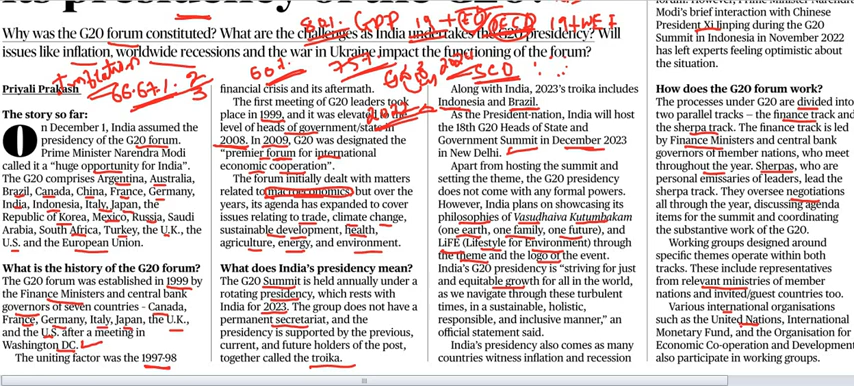 Why was the G20 forum constituted? What are the challenges as India undertakes the G20 presidency? Will
issues like inflation, worldwide recession and the war in Ukraine impact the functioning of the forum?
Priyali Prakash
The story so far:
On December 1, India assumed the
presidency of the G20 forum.
Prime Minister Narendra Modi
called it a “huge opportunity for India”.
The G20 comprises Argentina, Australia,
Brazil, Canada, China, France, Germany,
India, Indonesia, Italy, Japan, the
Republic of Korea, Mexico, Russia, Saudi
Arabia, South Africa, Turkey, the U.K., the
U.S. and the European Union.
What is the history of the G20 forum?
The G20 forum was established in 1999 by
the Finance Ministers and central bank
governors of seven countries – Canada,
France, Germany, Italy, Japan, the U.K.,
and the U.S. after a meeting in
Washington DC.
The uniting factor was the 1997-98
financial crisis and its aftermath.
The first meeting of G20 leaders took
place in 1999, and it was elevated to the
level of heads of government/state in
2008. In 2009, G20 was designated the
“premier forum for international
economic cooperation”.
The forum initially dealt with matters
related to macroeconomics, but over the
years, its agenda has expanded to cover
issues relating to trade, climate change,
sustainable development, health,
agriculture, energy, and environment.
What does India’s presidency mean?
The G20 Summit is held annually under a
rotating presidency, which rests with
India for 2023. The group does not have a
permanent secretariat, and the
presidency is supported by the previous,
current, and future holders of the post,
together called the troika.
Along with India, 2023’s troika includes
Indonesia and Brazil.
As the President-nation, India will host
the 18th G20 Heads of State and
Government Summit in December 2023
in New Delhi.
Apart from hosting the summit and
setting the theme, the G20 presidency
does not come with any formal powers.
However, India plans on showcasing its
philosophies of Vasudhaiva Kutumbakam
(one earth, one family, one future), and
LiFE (Lifestyle for Environment) through
the theme and the logo of the event.
India’s G20 presidency is “striving for just
and equitable growth for all in the world,
as we navigate through these turbulent
times, in a sustainable, holistic,
responsible, and inclusive manner,” an
official statement said.
India’s presidency also comes as many
countries witness inflation and recession
Modi’s brief interaction with Chinese
President Xi Jinping during the G20
Summit in Indonesia in November 2022
has left experts feeling optimistic about
the situation.
How does the G20 forum work?
The processes under G20 are divided into
two parallel tracks – the finance track and
the sherpa track. The finance track is led
by Finance Ministers and central bank
governors of member nations, who meet
throughout the year. Sherpas, who are
personal emissaries of leaders, lead the
sherpa track. They oversee negotiations
all through the year, discussing agenda
items for the summit and coordinating
the substantive work of the G20.
Working groups designed around
specific themes operate within both
tracks. These include representatives
from relevant ministries of member
nations and invited/guest countries too.
Various international organisations
such as the United Nations, International
Monetary Fund, and the Organisation for
Economic Co-operation and Development
also participate in working groups.
GDP
19 + EU
OECD
60%
75%
66.67%
2/3
SCO